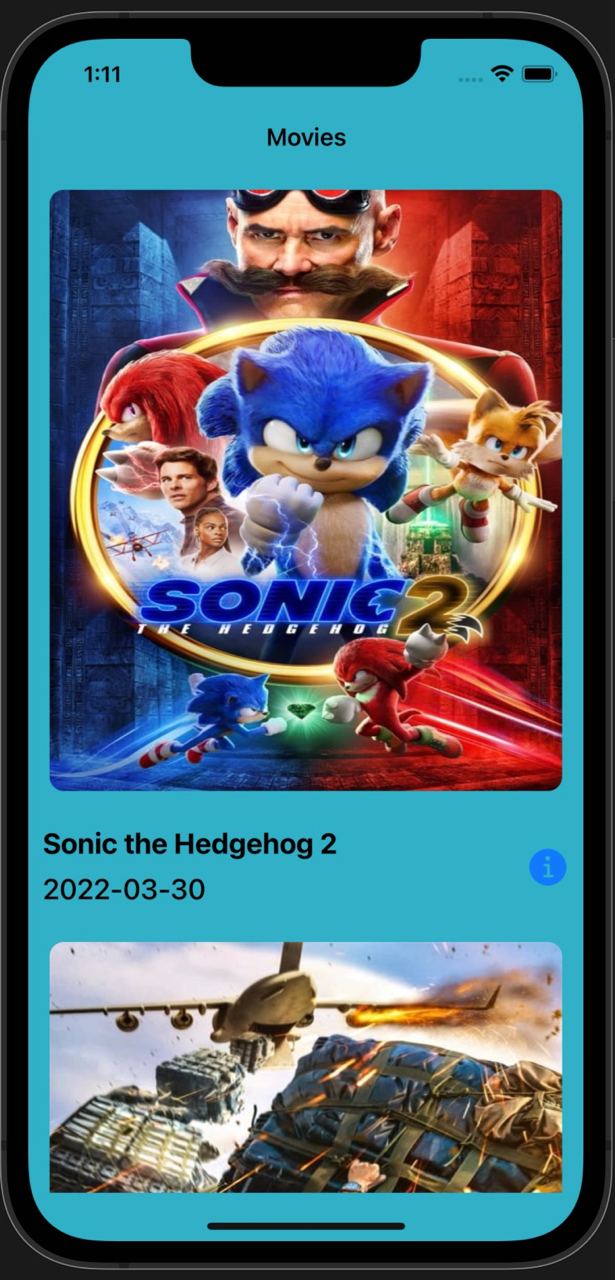 1:11
Movies
SONIC 2
THE HEDGEHOG
Sonic the Hedgehog 2
2022-03-30
i